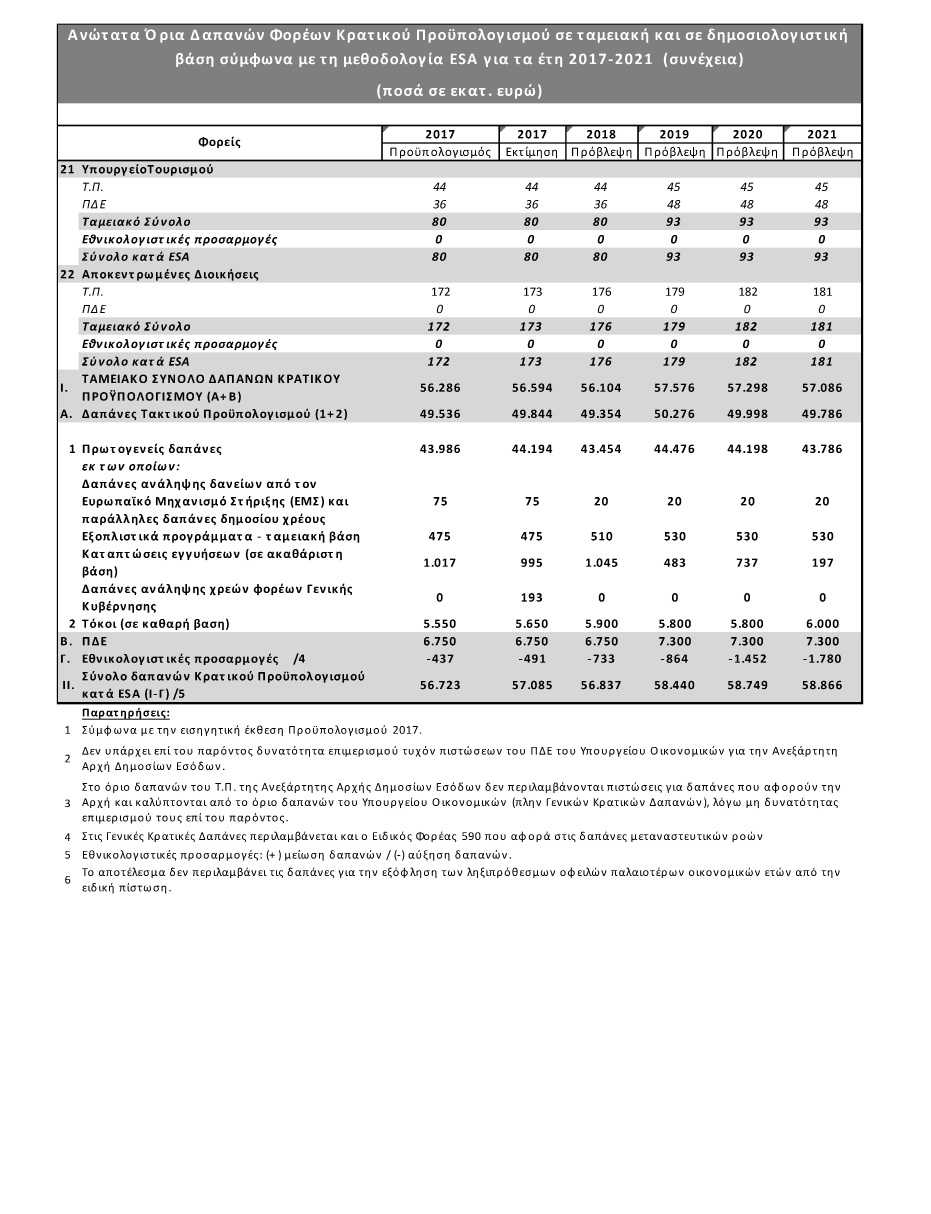 Ανώτατα Όρια Δαπανών Φορέων Κρατικού Προϋπολογισμού σε ταμειακή και σε δημοσιολογιστική
βάση σύμφωνα με τη μεθοδολογία ESA για τα έτη 2017-2021 (συνέχεια)
(ποσά σε εκατ. ευρώ)
Φορείς 2017 2017 2018 2019 2020 2021
Προϋπολογισμός Εκτίμηση Πρόβλεψη Πρόβλεψη Πρόβλεψη Πρόβλεψη
21 ΥπουργείοΤουρισμού
Τ.Π. 44 44 44 45 45 45
ΠΔΕ 36 36 36 48 48 48
Ταμειακό Σύνολο 80 80 80 93 93 93
Εθνικολογιστικές προσαρμογές 0 0 0 0 0 0
Σύνολο κατά ESA 80 80 80 93 93 93
22 Αποκεντρωμένες Διοικήσεις
Τ.Π. 172 173 176 179 182 181
ΠΔΕ 0 0 0 0 0 0
Ταμειακό Σύνολο 172 173 176 179 182 181
Εθνικολογιστικές προσαρμογές 0 0 0 0 0 0
Σύνολο κατά ESA 172 173 176 179 182 181
Ι. ΤΑΜΕΙΑΚΟ ΣΥΝΟΛΟ ΔΑΠΑΝΩΝ ΚΡΑΤΙΚΟΥ
ΠΡΟΫΠΟΛΟΓΙΣΜΟΥ (Α+Β) 56.286 56.594 56.104 57.576 57.298 57.086
Α. Δαπάνες Τακτικού Προϋπολογισμού (1+2) 49.536 49.844 49.354 50.276 49.998 49.786
1 Πρωτογενείς δαπάνες 43.986 44.194 43.454 44.476 44.198 43.786
εκ των οποίων:
Δαπάνες ανάληψης δανείων από τον
Ευρωπαϊκό Μηχανισμό Στήριξης (ΕΜΣ) και 75 75 20 20 20 20
παράλληλες δαπάνες δημοσίου χρέους
Εξοπλιστικά προγράμματα - ταμειακή βάση 475 475 510 530 530 530
Καταπτώσεις εγγυήσεων (σε ακαθάριστη
βάση) 1.017 995 1.045 483 737 197
Δαπάνες ανάληψης χρεών φορέων Γενικής
Κυβέρνησης 0 193 0 0 0 0
2 Τόκοι (σε καθαρή βαση) 5.550 5.650 5.900 5.800 5.800 6.000
Β. ΠΔΕ 6.750 6.750 6.750 7.300 7.300 7.300
Γ. Εθνικολογιστικές προσαρμογές /4 -437 -491 -733 -864 -1.452 -1.780
ΙΙ. Σύνολο δαπανών Κρατικού Προϋπολογισμού
κατά ESA (Ι-Γ) /5 56.723 57.085 56.837 58.440 58.749 58.866
Παρατηρήσεις:
1 Σύμφωνα με την εισηγητική έκθεση Προϋπολογισμού 2017.
2 Δεν υπάρχει επί του παρόντος δυνατότητα επιμερισμού τυχόν πιστώσεων του ΠΔΕ του Υπουργείου Οικονομικών για την Ανεξάρτητη
Αρχή Δημοσίων Εσόδων.
Στο όριο δαπανών του Τ.Π. της Ανεξάρτητης Αρχής Δημοσίων Εσόδων δεν περιλαμβάνονται πιστώσεις για δαπάνες που αφορούν την
3 Αρχή και καλύπτονται από το όριο δαπανών του Υπουργείου Οικονομικών (πλην Γενικών Κρατικών Δαπανών), λόγω μη δυνατότητας
επιμερισμού τους επί του παρόντος.
4 Στις Γενικές Κρατικές Δαπάνες περιλαμβάνεται και ο Ειδικός Φορέας 590 που αφορά στις δαπάνες μεταναστευτικών ροών
5 Εθνικολογιστικές προσαρμογές: (+) μείωση δαπανών / (-) αύξηση δαπανών.
6 Το αποτέλεσμα δεν περιλαμβάνει τις δαπάνες για την εξόφληση των ληξιπρόθεσμων οφειλών παλαιοτέρων οικονομικών ετών από την
ειδική πίστωση.